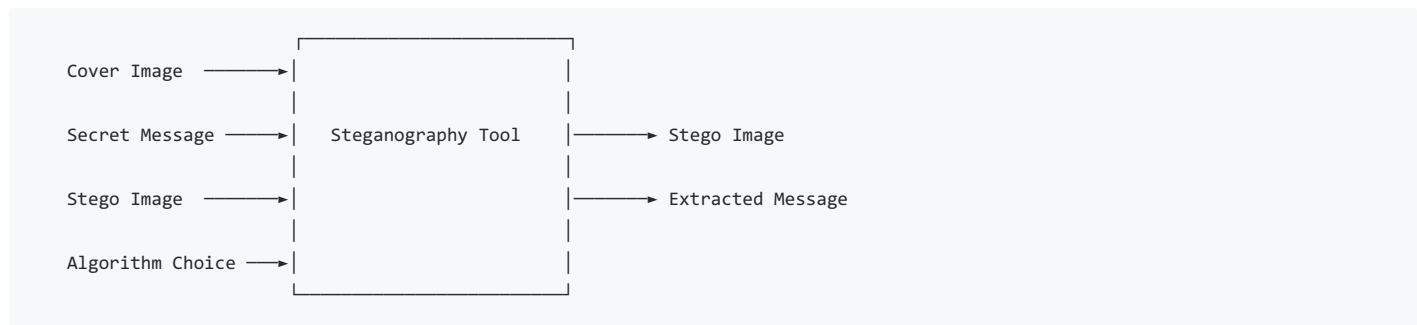 Cover Image
Secret Message Steganography Tool Stego Image
Stego Image Extracted Message
Algorithm Choice